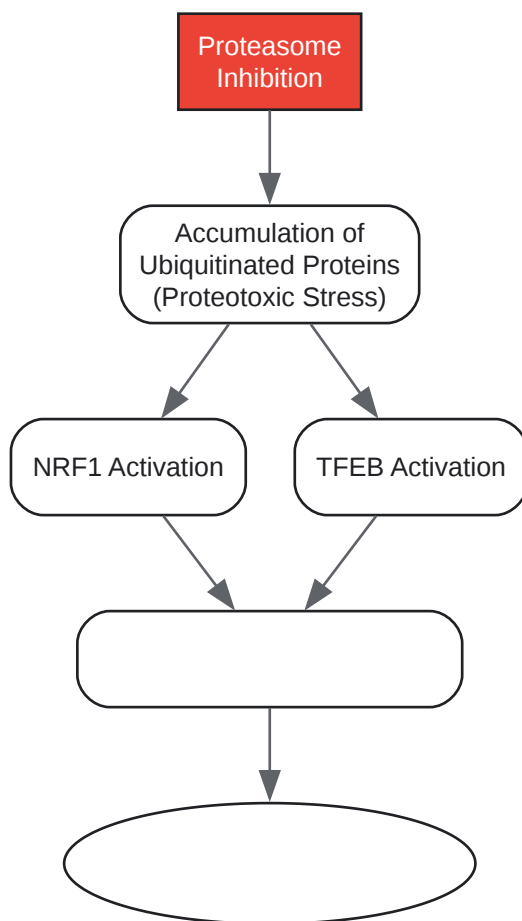 Proteasome
Inhibition
Accumulation of
Ubiquitinated Proteins
(Proteotoxic Stress)
NRF1 Activation
TFEB Activation